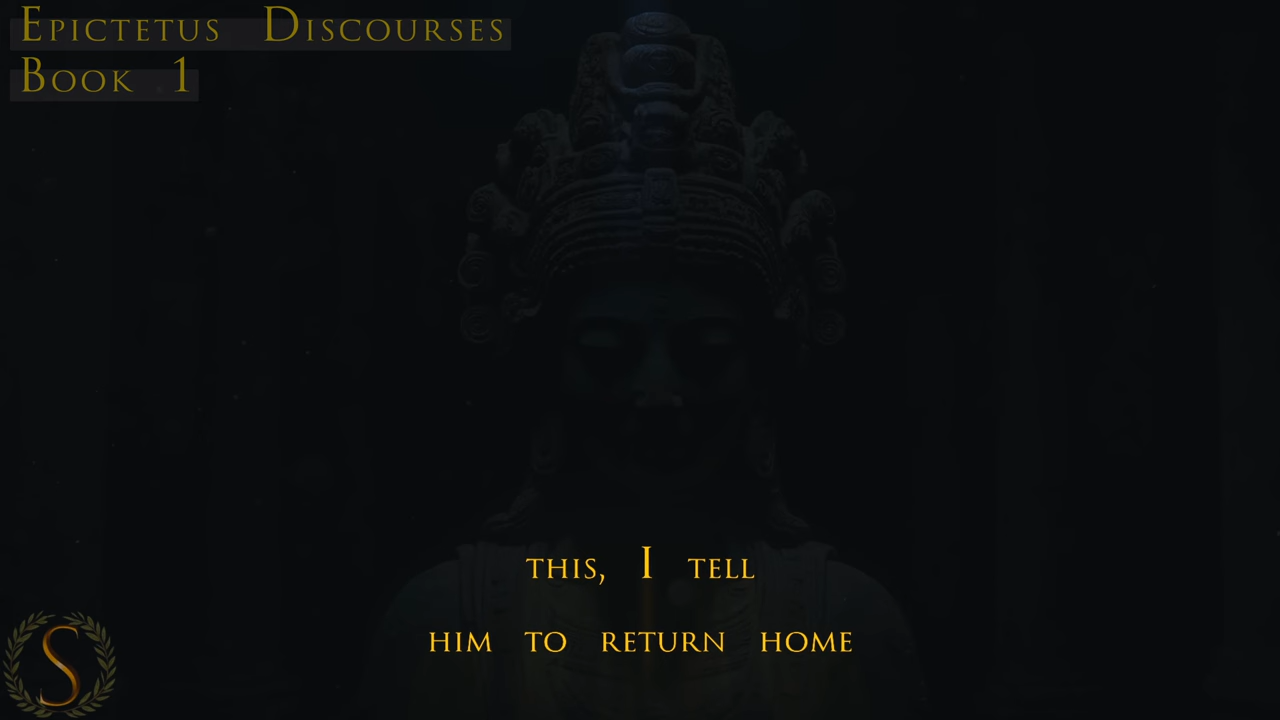 Epictetus Discourses
Book 1
this, I tell
him to return home
S